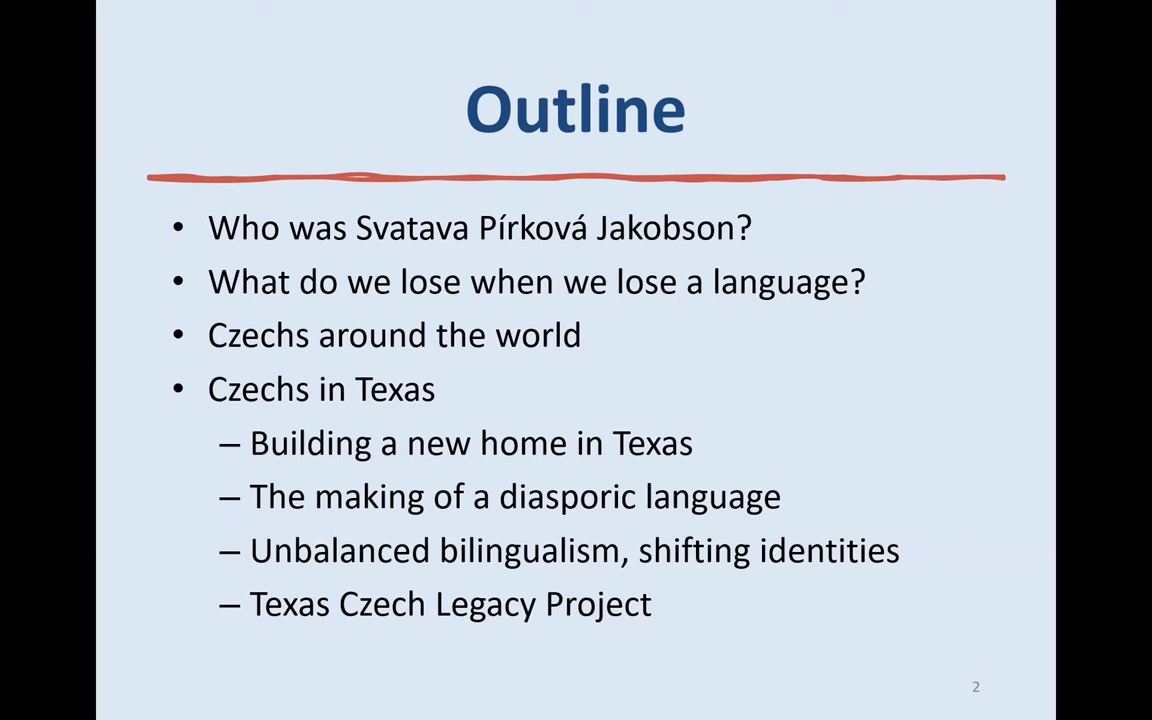 Outline
• Who was Svatava Pírková Jakobson?
• What do we lose when we lose a language?
• Czechs around the world
• Czechs in Texas
– Building a new home in Texas
– The making of a diasporic language
– Unbalanced bilingualism, shifting identities
– Texas Czech Legacy Project
2